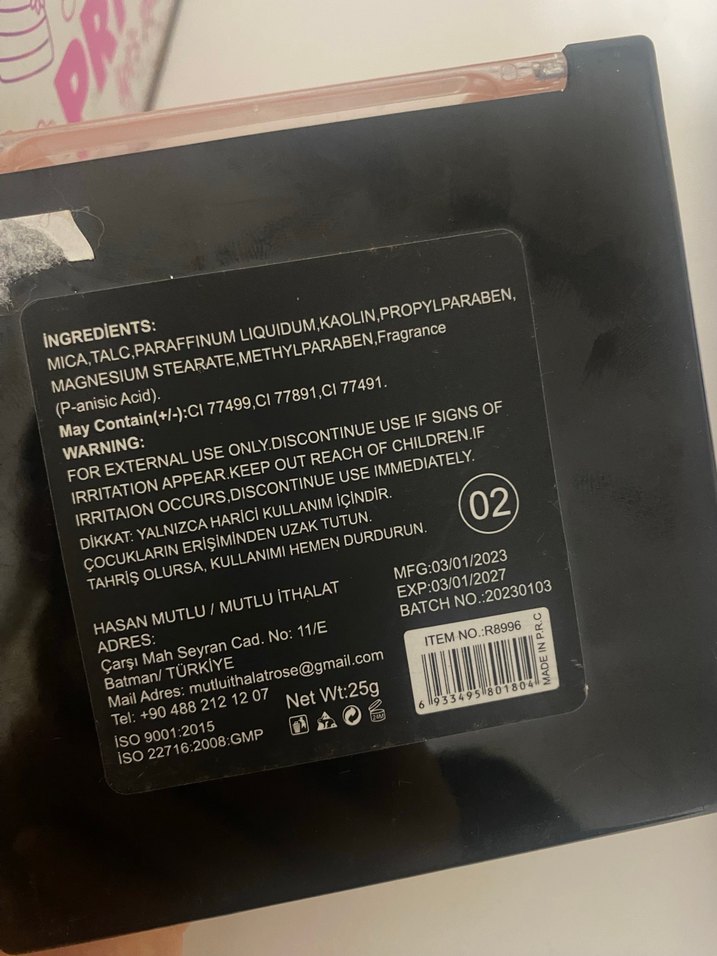 DRI
İNGREDİENTS:
MICA,TALC,PARAFFINUM LIQUIDUM,KAOLIN,PROPYLPARABEN,
MAGNESIUM STEARATE,METHYLPARABEN,Fragrance
(P-anisic Acid).
May Contain(+/-):CI 77499,CI 77891,CI 77491.
WARNING:
FOR EXTERNAL USE ONLY.DISCONTINUE USE IF SIGNS OF
IRRITATION APPEAR.KEEP OUT REACH OF CHILDREN.IF
IRRITAION OCCURS,DISCONTINUE USE IMMEDIATELY.
DİKKAT: YALNIZCA HARİCİ KULLANIM İÇİNDİR.
ÇOCUKLARIN ERİŞİMİNDEN UZAK TUTUN.
TAHRİŞ OLURSA, KULLANIMI HEMEN DURDURUN.
02
HASAN MUTLU / MUTLU İTHALAT
ADRES:
Çarşı Mah Seyran Cad. No: 11/E
Batman/ TÜRKİYE
Mail Adres: mutluithalatrose@gmail.com
Tel: +90 488 212 12 07
İSO 9001:2015
İSO 22716:2008:GMP
Net Wt:25g
24M
MFG:03/01/2023
EXP:03/01/2027
BATCH NO.:20230103
ITEM NO.:R8996
6 933495 801804
MADE IN P.R.C